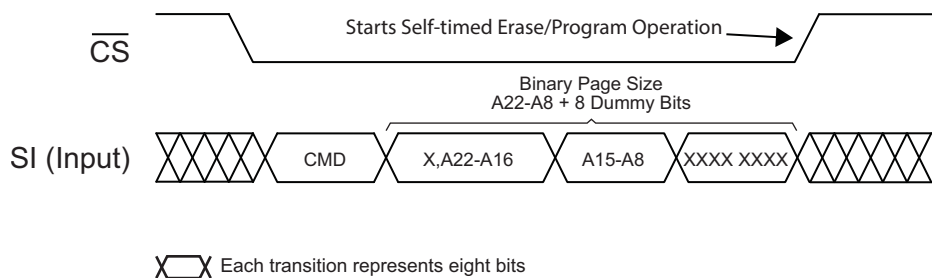 Starts Self-timed Erase/Program Operation
CS
Binary Page Size
A22-A8 + 8 Dummy Bits
SI (Input)
CMD
X,A22-A16
A15-A8
XXXX XXXX
Each transition represents eight bits